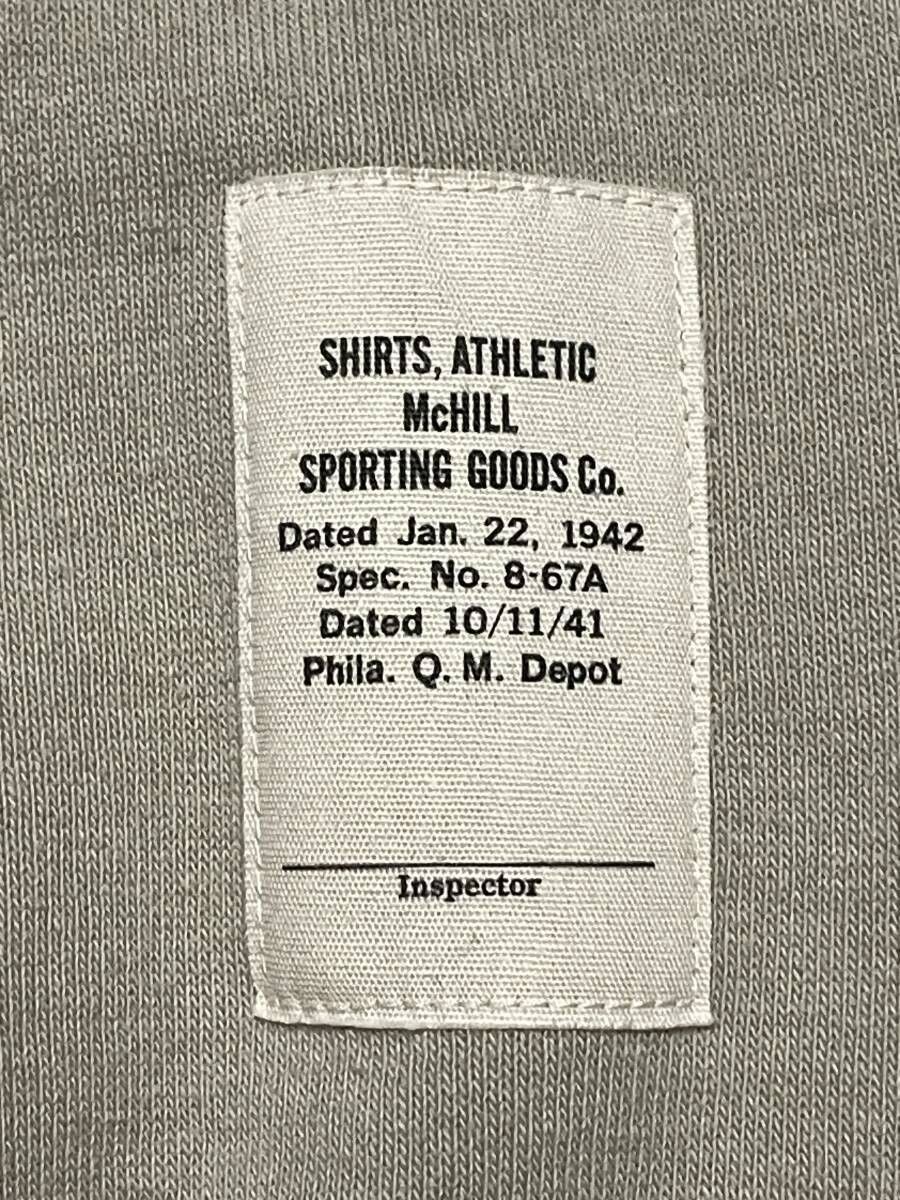 SHIRTS, ATHLETIC
McHILL
SPORTING GOODS Co.
Dated Jan. 22, 1942
Spec. No. 8-67A
Dated 10/11/41
Phila. Q. M. Depot
Inspector